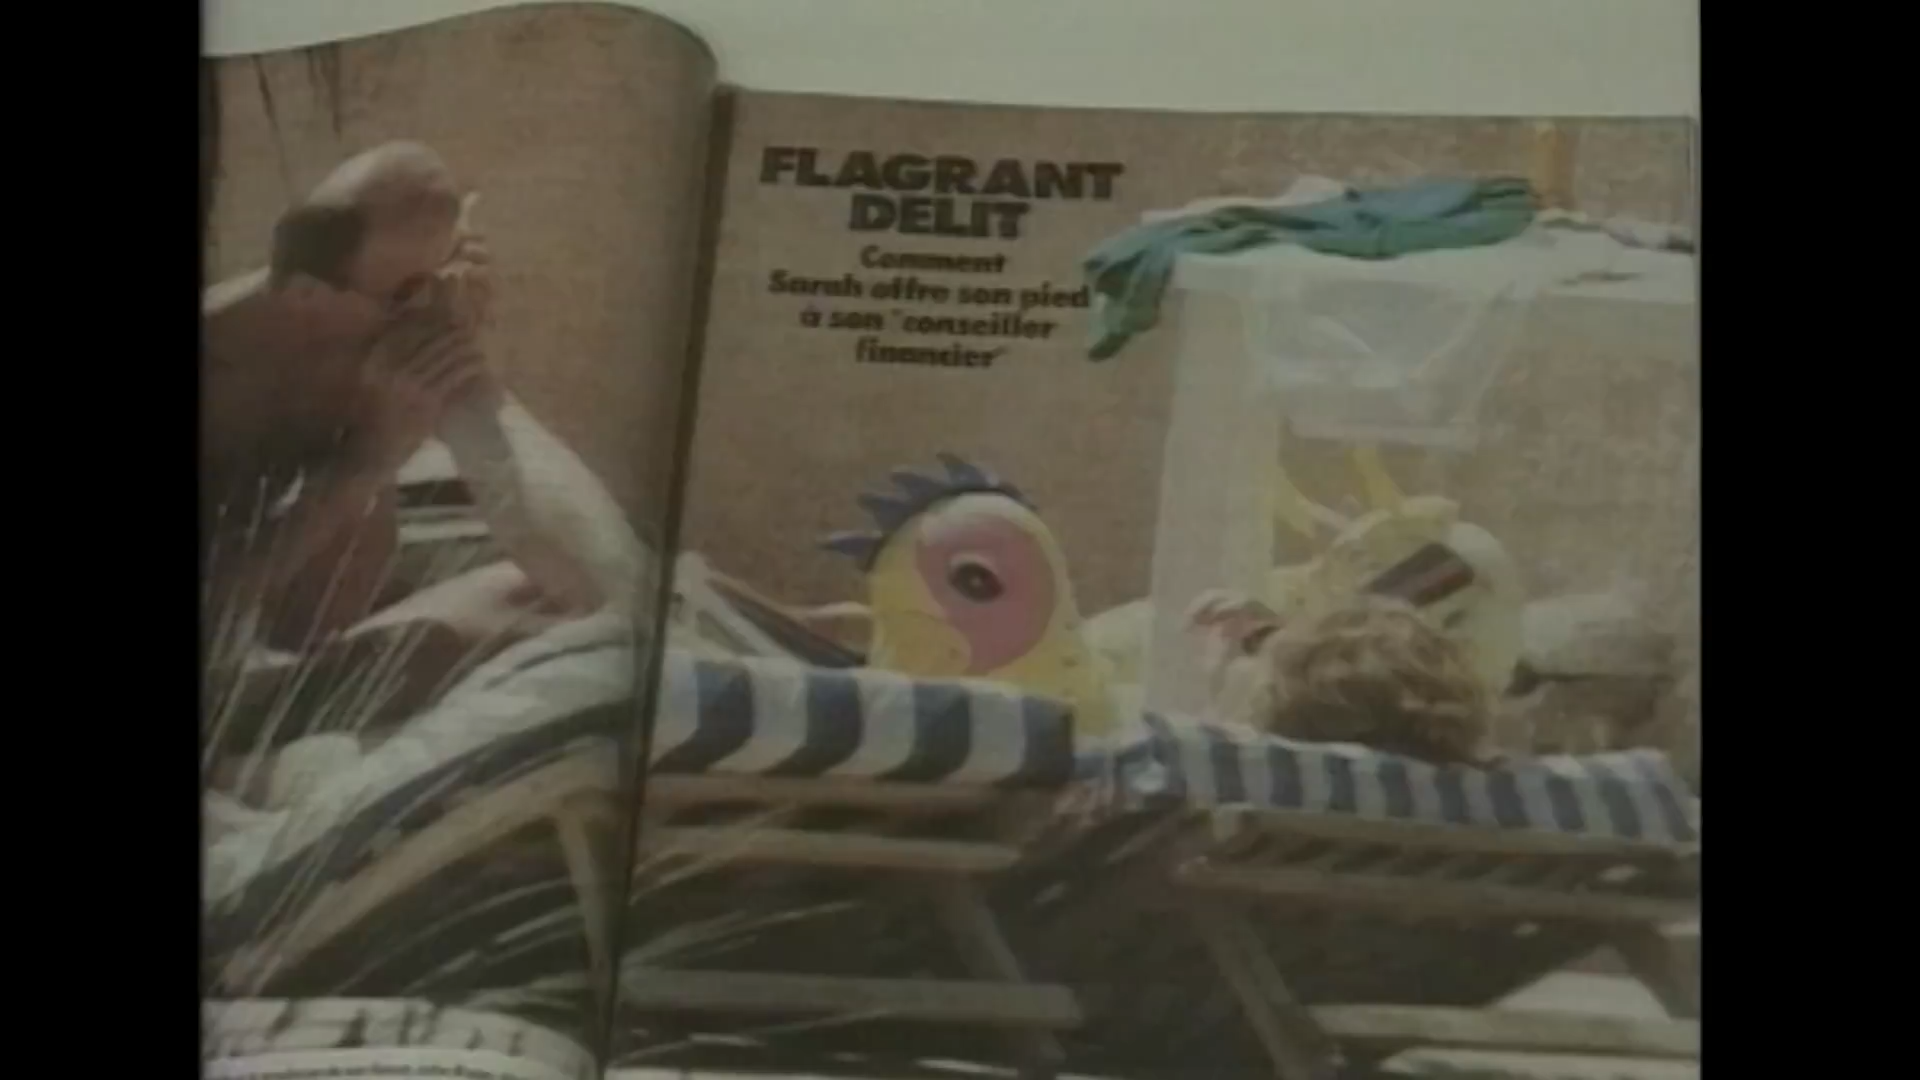 FLAGRANT
DELIT
Comment
Sarah offre son pied
à son "conseiller
financier"